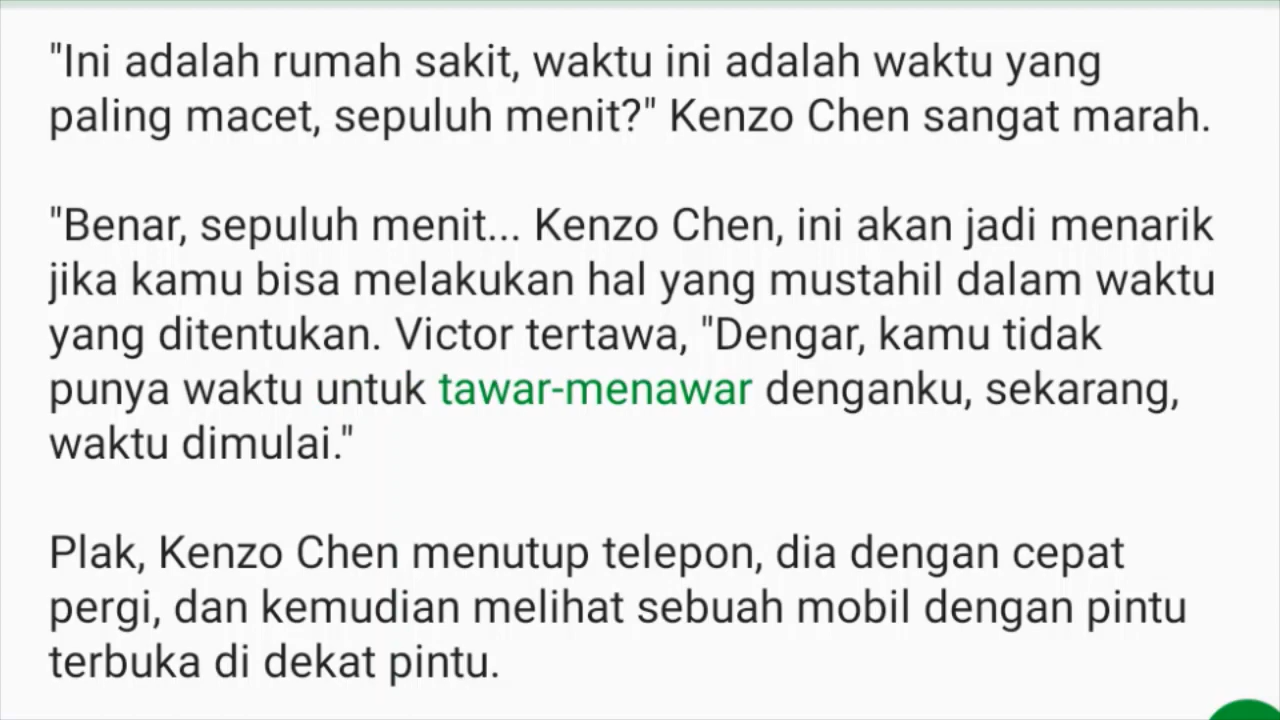 "Ini adalah rumah sakit, waktu ini adalah waktu yang
paling macet, sepuluh menit?" Kenzo Chen sangat marah.
"Benar, sepuluh menit... Kenzo Chen, ini akan jadi menarik
jika kamu bisa melakukan hal yang mustahil dalam waktu
yang ditentukan. Victor tertawa, "Dengar, kamu tidak
punya waktu untuk tawar-menawar denganku, sekarang,
waktu dimulai."
Plak, Kenzo Chen menutup telepon, dia dengan cepat
pergi, dan kemudian melihat sebuah mobil dengan pintu
terbuka di dekat pintu.